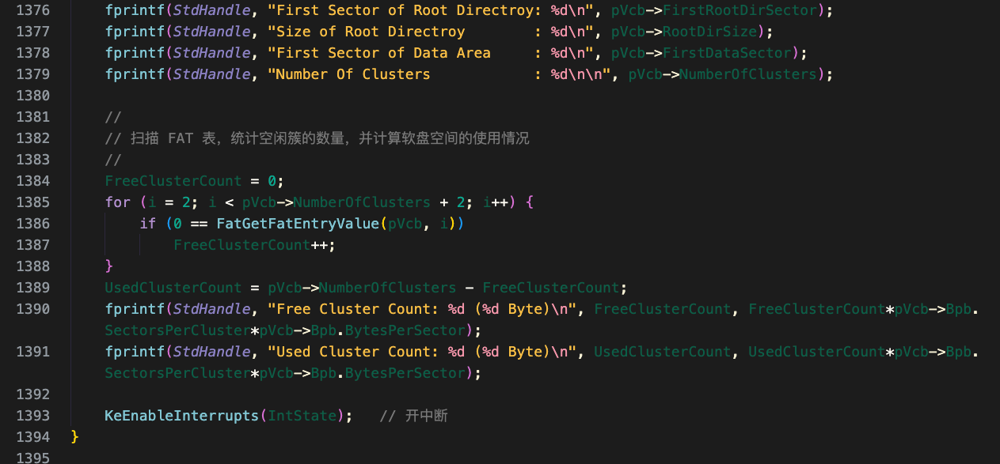 1376 fprintf(StdHandle, "First Sector of Root Directroy: %d\n", pVcb->FirstRootDirSector);
1377 fprintf(StdHandle, "Size of Root Directroy        : %d\n", pVcb->RootDirSize);
1378 fprintf(StdHandle, "First Sector of Data Area     : %d\n", pVcb->FirstDataSector);
1379 fprintf(StdHandle, "Number Of Clusters            : %d\n\n", pVcb->NumberOfClusters);
1380
1381 //
1382 // 扫描 FAT 表，统计空闲簇的数量，并计算软盘空间的使用情况
1383 //
1384 FreeClusterCount = 0;
1385 for (i = 2; i < pVcb->NumberOfClusters + 2; i++) {
1386     if (0 == FatGetFatEntryValue(pVcb, i))
1387         FreeClusterCount++;
1388 }
1389 UsedClusterCount = pVcb->NumberOfClusters - FreeClusterCount;
1390 fprintf(StdHandle, "Free Cluster Count: %d (%d Byte)\n", FreeClusterCount, FreeClusterCount*pVcb->Bpb.
SectorsPerCluster*pVcb->Bpb.BytesPerSector);
1391 fprintf(StdHandle, "Used Cluster Count: %d (%d Byte)\n", UsedClusterCount, UsedClusterCount*pVcb->Bpb.
SectorsPerCluster*pVcb->Bpb.BytesPerSector);
1392
1393 KeEnableInterrupts(IntState);   // 开中断
1394 }
1395